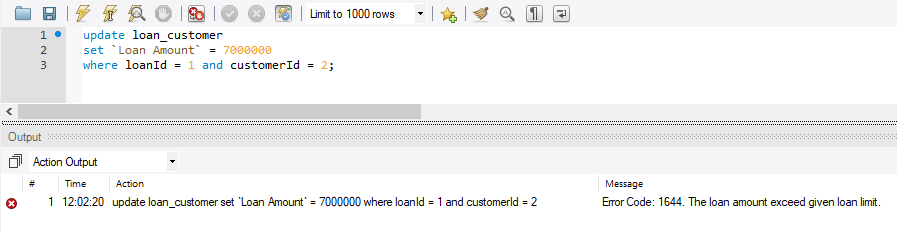 Limit to 1000 rows
1 update loan_customer
2 set `Loan Amount` = 7000000
3 where loanId = 1 and customerId = 2;
Output
Action Output
# Time Action Message
1 12:02:20 update loan_customer set `Loan Amount` = 7000000 where loanId = 1 and customerId = 2 Error Code: 1644. The loan amount exceed given loan limit.